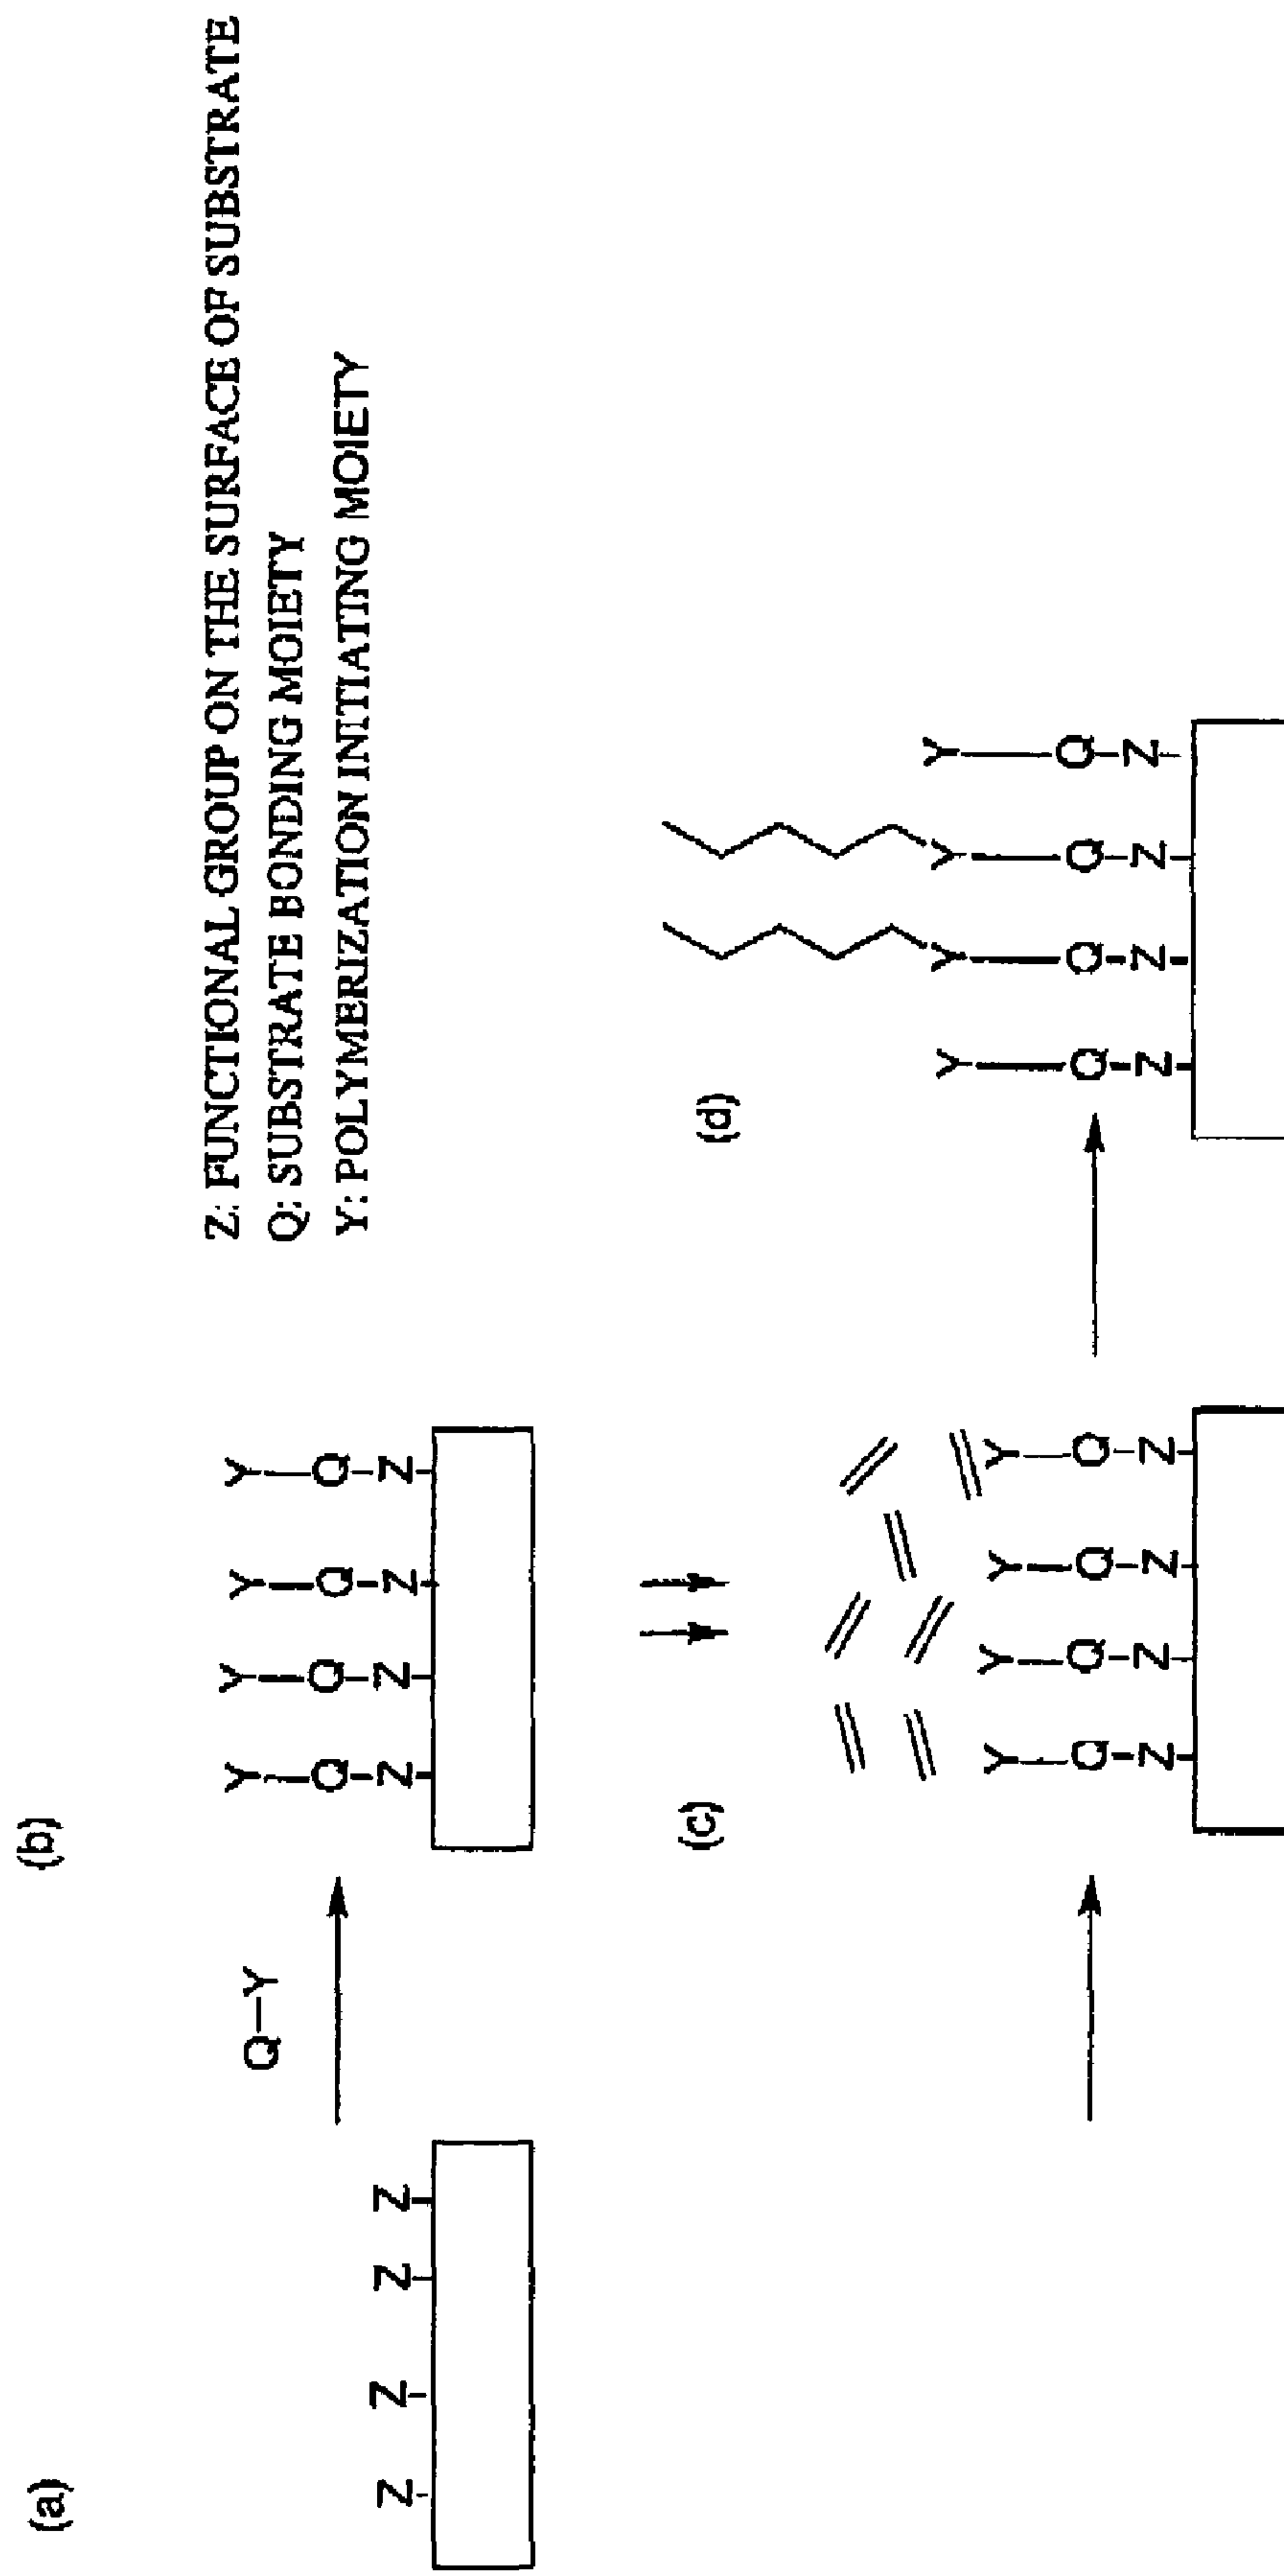 (a)
Z Z Z Z
Q—Y
(b)
Y Y Y Y
Q Q Q Q
Z Z Z Z
Z: FUNCTIONAL GROUP ON THE SURFACE OF SUBSTRATE
Q: SUBSTRATE BONDING MOIETY
Y: POLYMERIZATION INITIATING MOIETY
(c)
Y Y Y Y
Q Q Q Q
Z Z Z Z
(d)
Y Y Y Y
Q Q Q Q
Z Z Z Z